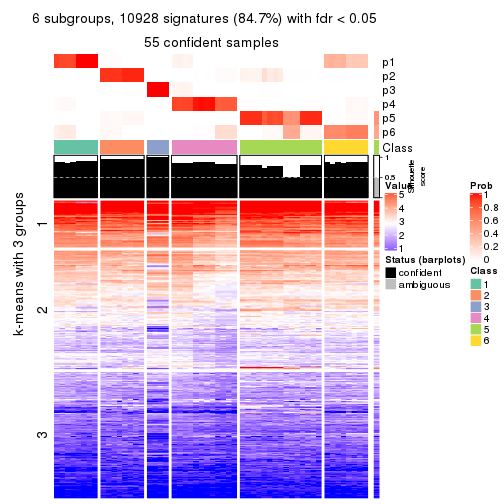 6 subgroups, 10928 signatures (84.7%) with fdr < 0.05
55 confident samples
p1
p2
p3
p4
p5
p6
Class
1
0.5
0
Silhouette
score
k-means with 3 groups
1
2
3
Value
5
4
3
2
1
Status (barplots)
confident
ambiguous
Prob
1
0.8
0.6
0.4
0.2
0
Class
1
2
3
4
5
6